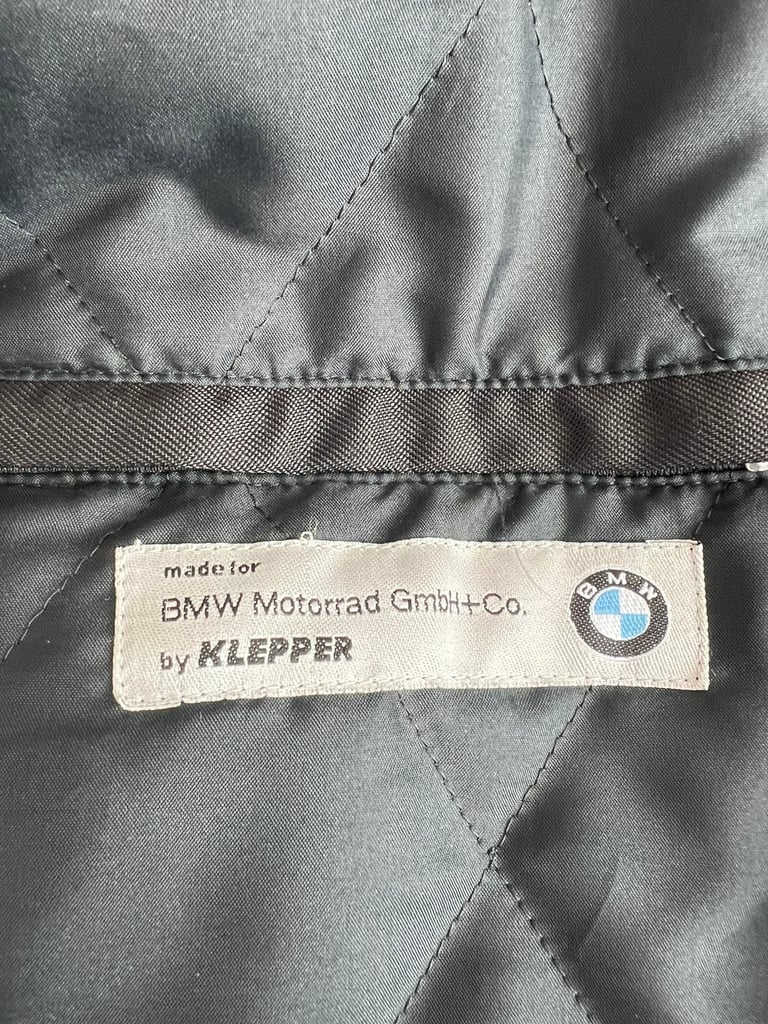 made for
BMW Motorrad GmbH+Co.
by KLEPPER
BMW